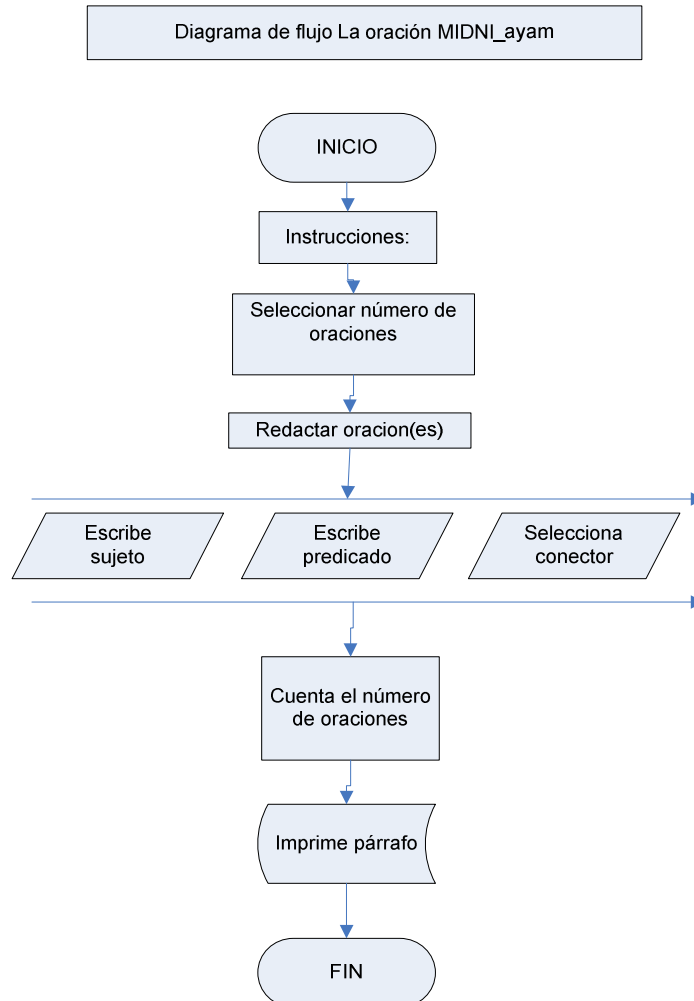 Diagrama de flujo La oración MIDNI_ayam
INICIO
Instrucciones:
Seleccionar número de
oraciones
Redactar oracion(es)
Escribe
sujeto
Escribe
predicado
Selecciona
conector
Cuenta el número
de oraciones
Imprime párrafo
FIN